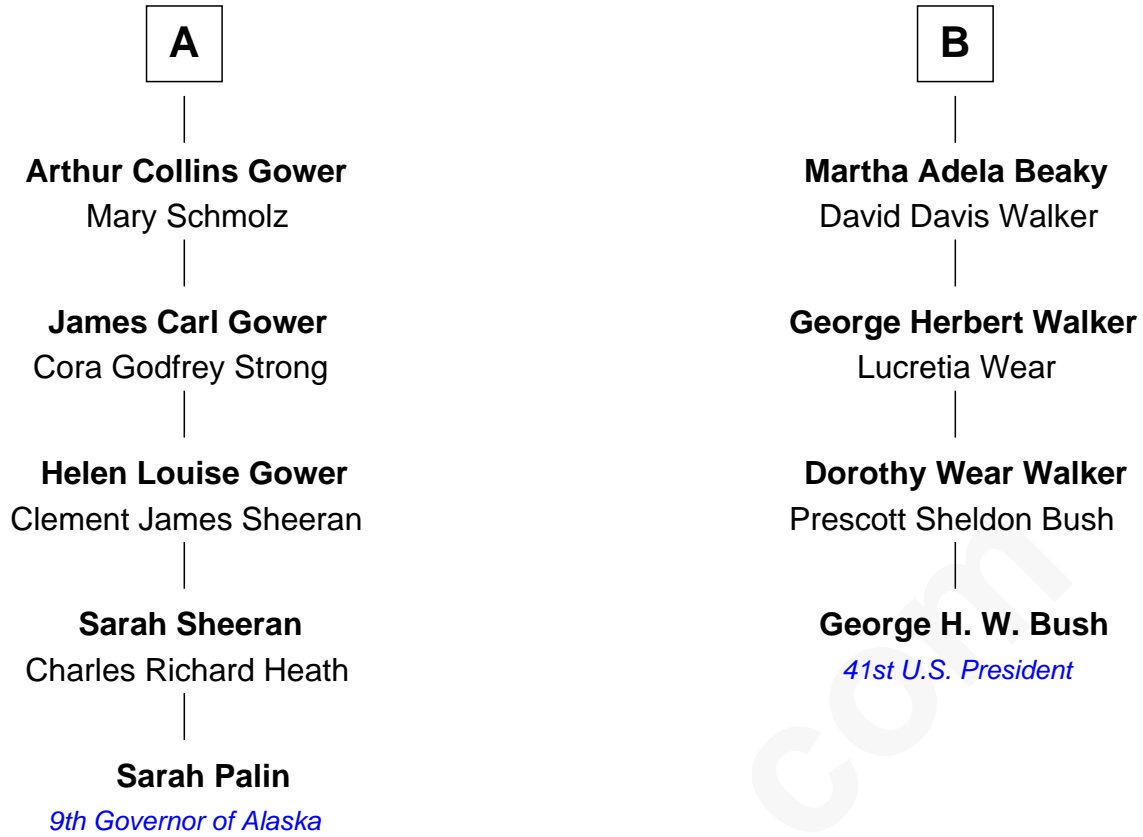 A
Arthur Collins Gower
Mary Schmolz
James Carl Gower
Cora Godfrey Strong
Helen Louise Gower
Clement James Sheeran
Sarah Sheeran
Charles Richard Heath
Sarah Palin
9th Governor of Alaska
B
Martha Adela Beaky
David Davis Walker
George Herbert Walker
Lucretia Wear
Dorothy Wear Walker
Prescott Sheldon Bush
George H. W. Bush
41st U.S. President
com